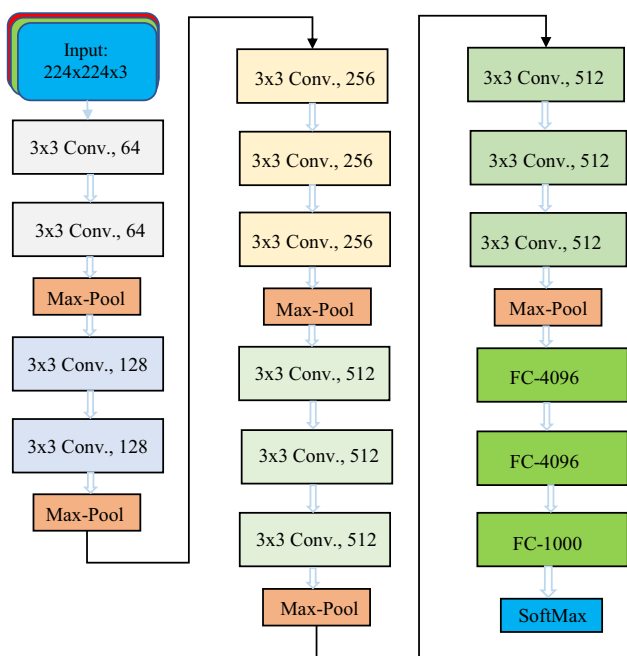 Input:
224x224x3
3x3 Conv., 64
3x3 Conv., 64
Max-Pool
3x3 Conv., 128
3x3 Conv., 128
Max-Pool
3x3 Conv., 256
3x3 Conv., 256
3x3 Conv., 256
Max-Pool
3x3 Conv., 512
3x3 Conv., 512
3x3 Conv., 512
Max-Pool
3x3 Conv., 512
3x3 Conv., 512
3x3 Conv., 512
Max-Pool
FC-4096
FC-4096
FC-1000
SoftMax